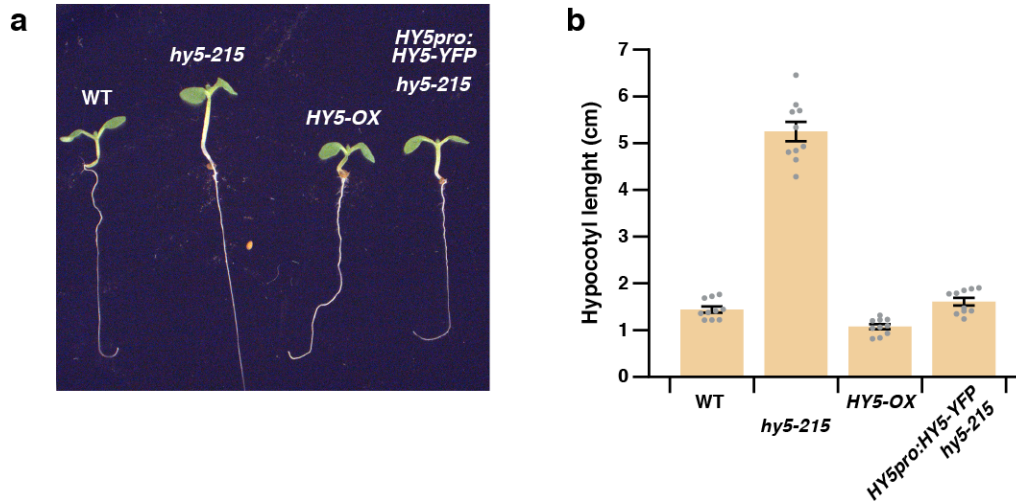 a
WT
hy5-215
HY5-OX
HY5pro:
HY5-YFP
hy5-215
b
Hypocotyl lenght (cm)
7
6
5
4
3
2
1
0
WT
hy5-215
HY5-OX
HY5pro:HY5-YFP
hy5-215